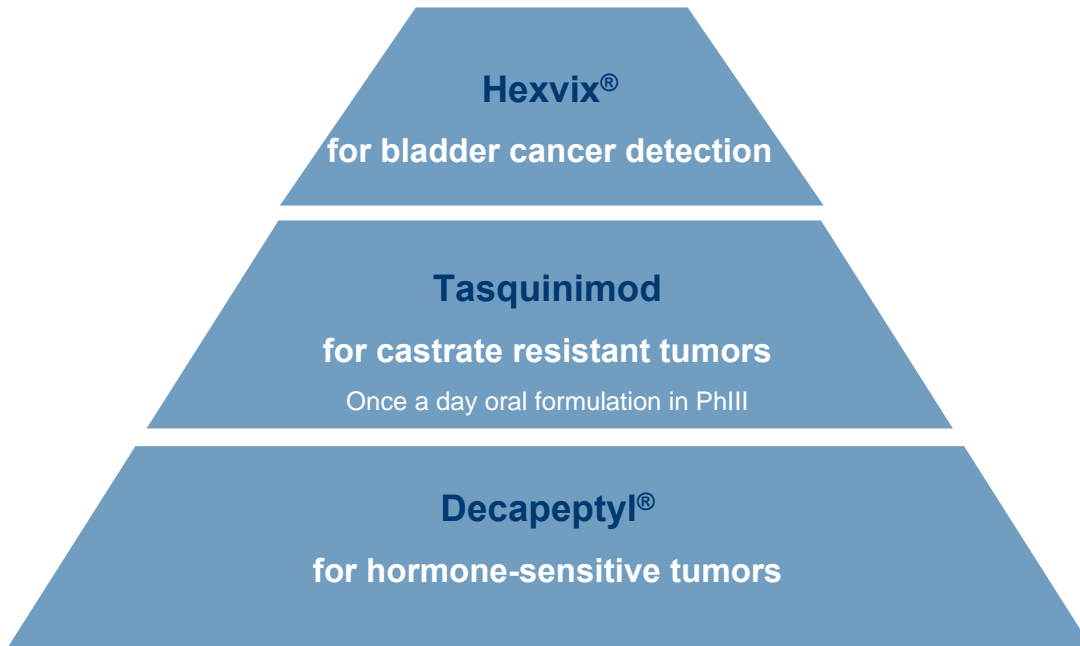 Hexvix®
for bladder cancer detection
Tasquinimod
for castrate resistant tumors
Once a day oral formulation in PhIII
Decapeptyl®
for hormone-sensitive tumors